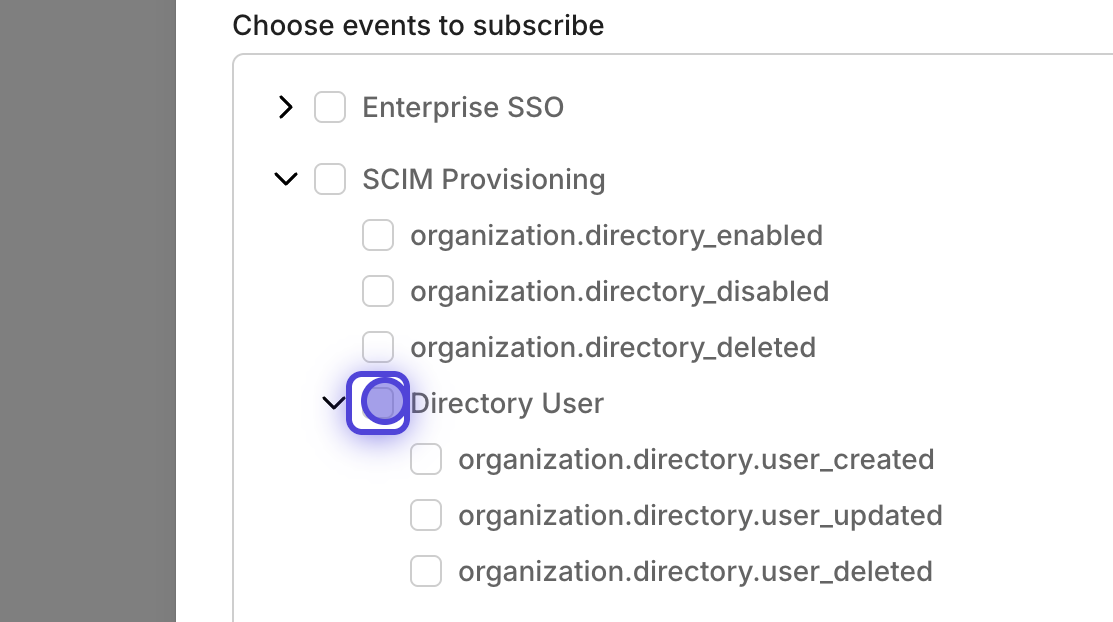 Choose events to subscribe
Enterprise SSO
SCIM Provisioning
organization.directory_enabled
organization.directory_disabled
organization.directory_deleted
Directory User
organization.directory.user_created
organization.directory.user_updated
organization.directory.user_deleted